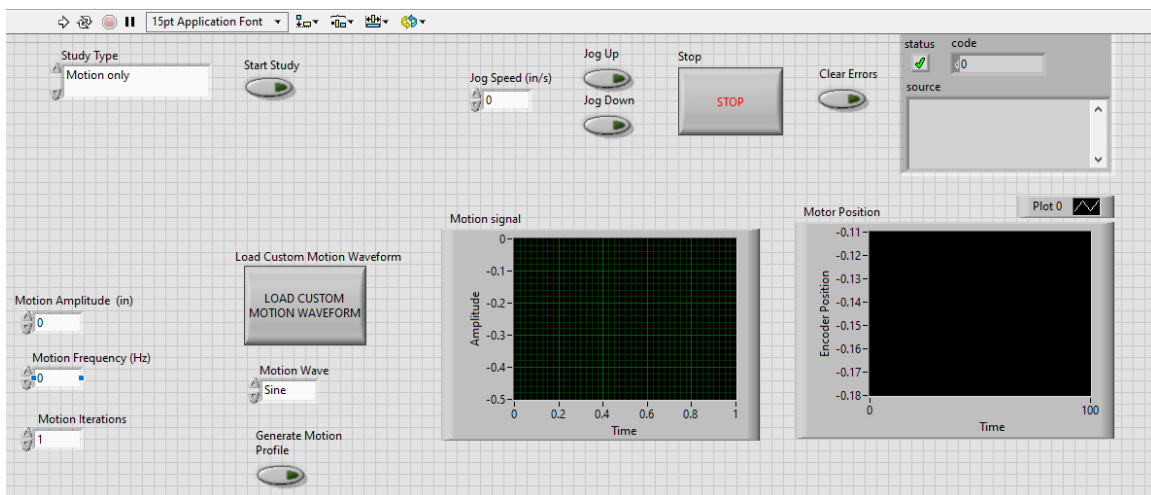 15pt Application Font
Study Type
Motion only
Start Study
Jog Speed (in/s)
0
Jog Up
Jog Down
Stop
STOP
Clear Errors
status
code
d0
source
Load Custom Motion Waveform
LOAD CUSTOM
MOTION WAVEFORM
Motion Amplitude (in)
0
Motion Frequency (Hz)
0
Motion Iterations
1
Motion Wave
Sine
Generate Motion
Profile
Motion signal
Amplitude
0
-0.1
-0.2
-0.3
-0.4
-0.5
0
0.2
0.4
0.6
0.8
1
Time
Motor Position
Plot 0
Encoder Position
-0.11
-0.12
-0.13
-0.14
-0.15
-0.16
-0.17
-0.18
0
100
Time